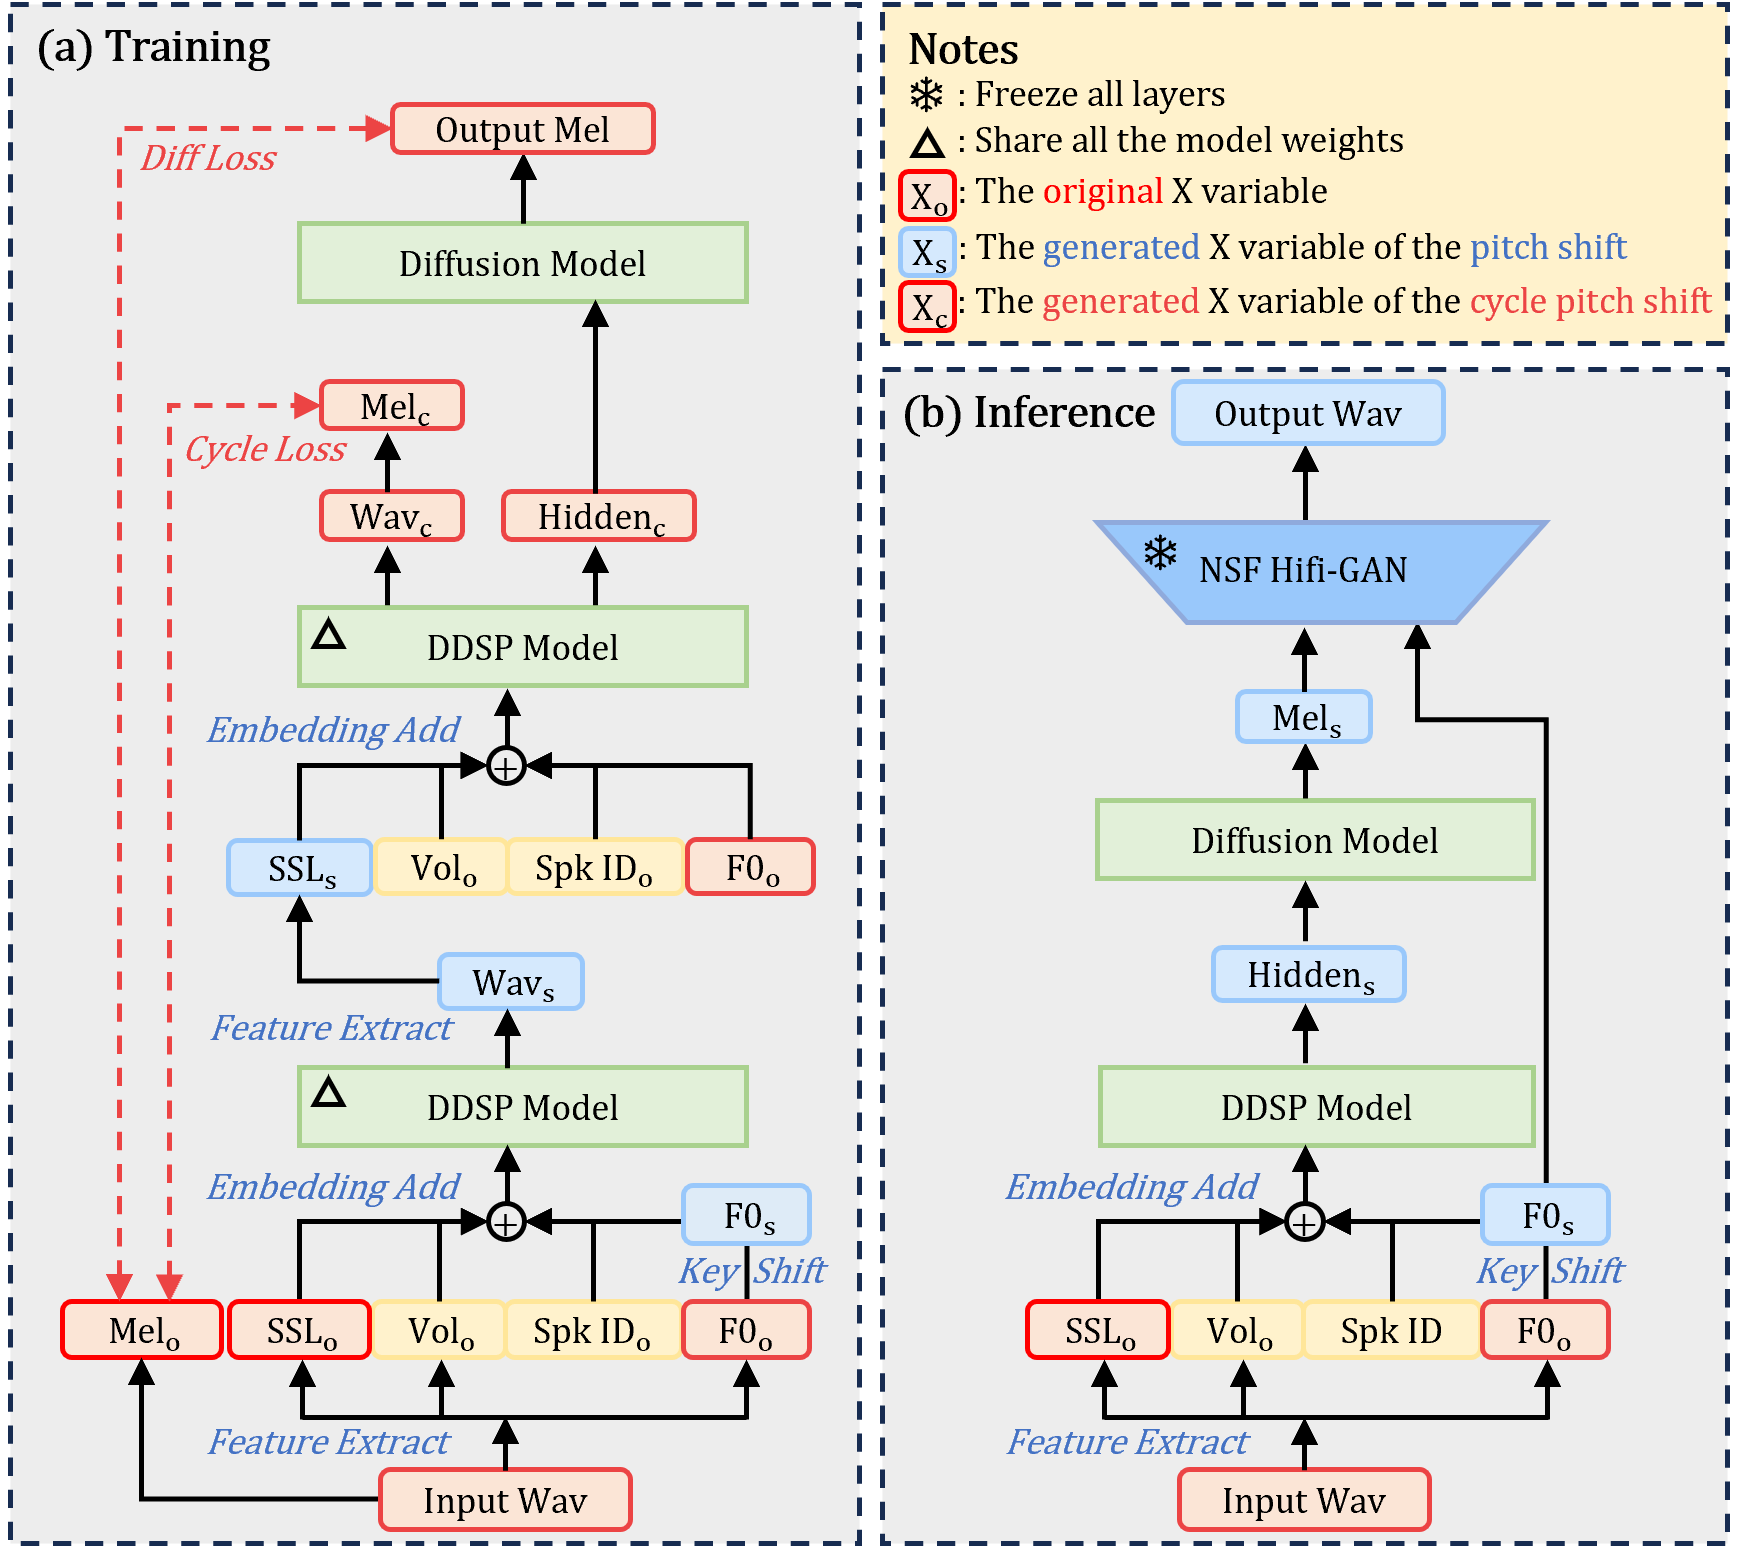 (a) Training
Output Mel
Diff Loss
Diffusion Model
Mel_c
Cycle Loss
Wav_c
Hidden_c
DDSP Model
Embedding Add
+
SSL_s
Vol_o
Spk ID_o
F0_o
Wav_s
Feature Extract
DDSP Model
Embedding Add
+
F0_s
Key Shift
Mel_o
SSL_o
Vol_o
Spk ID_o
F0_o
Feature Extract
Input Wav
Notes
: Freeze all layers
: Share all the model weights
X_o : The original X variable
X_s : The generated X variable of the pitch shift
X_c : The generated X variable of the cycle pitch shift
(b) Inference
Output Wav
NSF Hifi-GAN
Mel_s
Diffusion Model
Hidden_s
DDSP Model
Embedding Add
+
F0_s
Key Shift
SSL_o
Vol_o
Spk ID
F0_o
Feature Extract
Input Wav